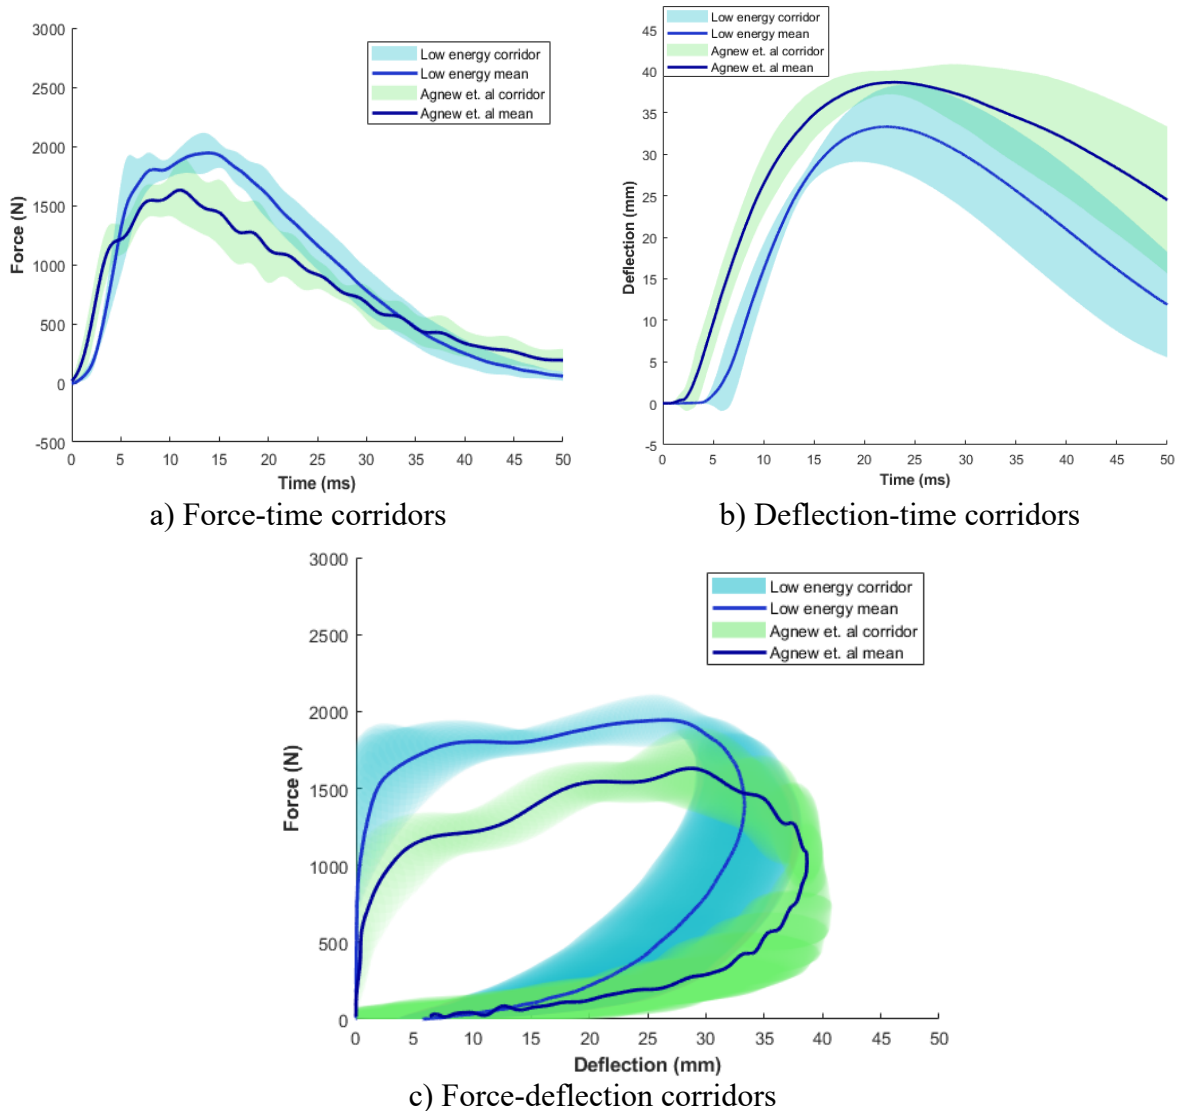 3000
2500
2000
1500
1000
500
0
-500
Force (N)
0 5 10 15 20 25 30 35 40 45 50
Time (ms)
Low energy corridor
Low energy mean
Agnew et. al corridor
Agnew et. al mean
a) Force-time corridors
45
40
35
30
25
20
15
10
5
0
-5
Deflection (mm)
0 5 10 15 20 25 30 35 40 45 50
Time (ms)
Low energy corridor
Low energy mean
Agnew et. al corridor
Agnew et. al mean
b) Deflection-time corridors
3000
2500
2000
1500
1000
500
0
Force (N)
0 5 10 15 20 25 30 35 40 45 50
Deflection (mm)
Low energy corridor
Low energy mean
Agnew et. al corridor
Agnew et. al mean
c) Force-deflection corridors